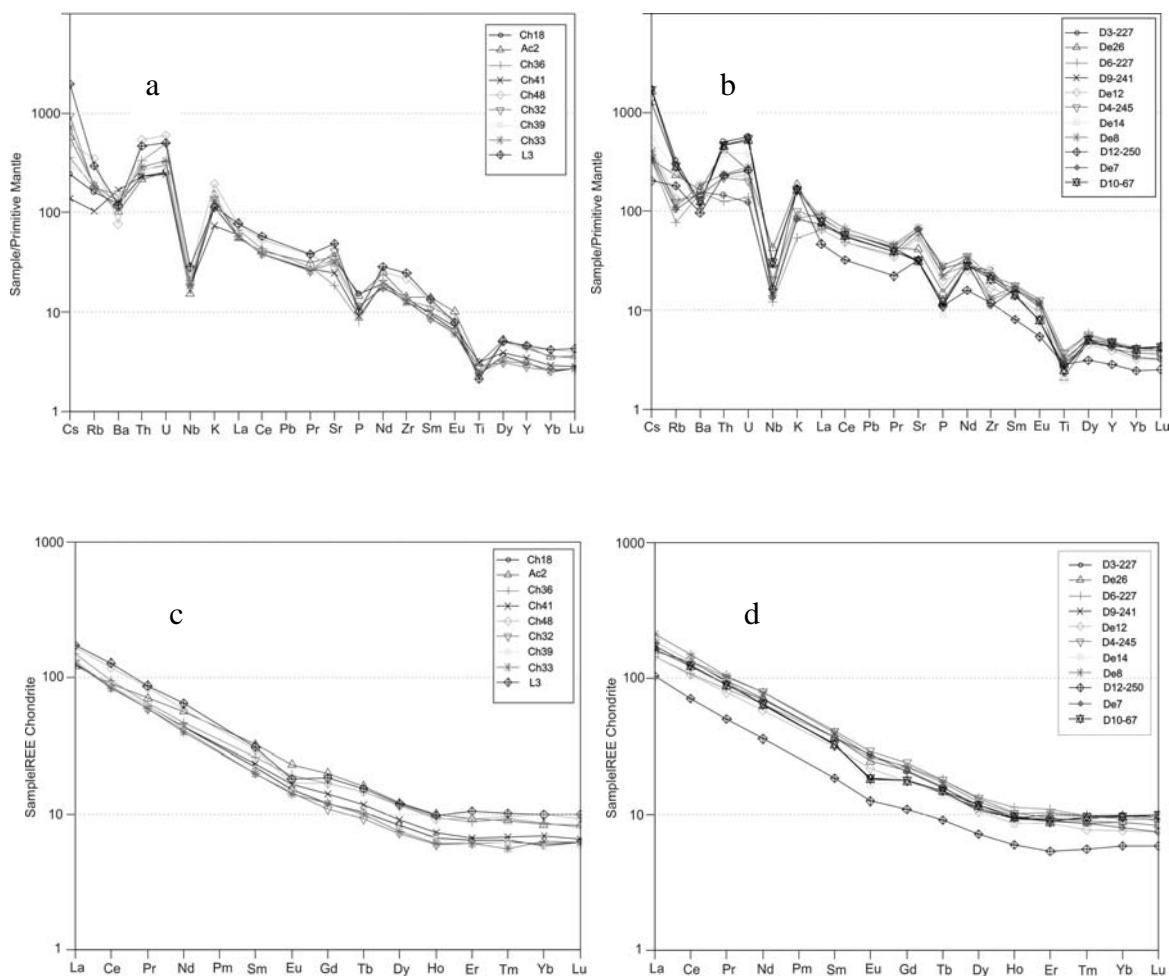 a
Sample/Primitive Mantle
1000
100
10
1
Cs Rb Ba Th U Nb K La Ce Pb Pr Sr P Nd Zr Sm Eu Ti Dy Y Yb Lu
Ch18
Ac2
Ch36
Ch41
Ch48
Ch32
Ch39
Ch33
L3
b
Sample/Primitive Mantle
1000
100
10
1
Cs Rb Ba Th U Nb K La Ce Pb Pr Sr P Nd Zr Sm Eu Ti Dy Y Yb Lu
D3-227
De26
D6-227
D9-241
De12
D4-245
De14
De8
D12-250
De7
D10-67
c
Sample\REE Chondrite
1000
100
10
1
La Ce Pr Nd Pm Sm Eu Gd Tb Dy Ho Er Tm Yb Lu
Ch18
Ac2
Ch36
Ch41
Ch48
Ch32
Ch39
Ch33
L3
d
Sample\REE Chondrite
1000
100
10
1
La Ce Pr Nd Pm Sm Eu Gd Tb Dy Ho Er Tm Yb Lu
D3-227
De26
D6-227
D9-241
De12
D4-245
De14
De8
D12-250
De7
D10-67